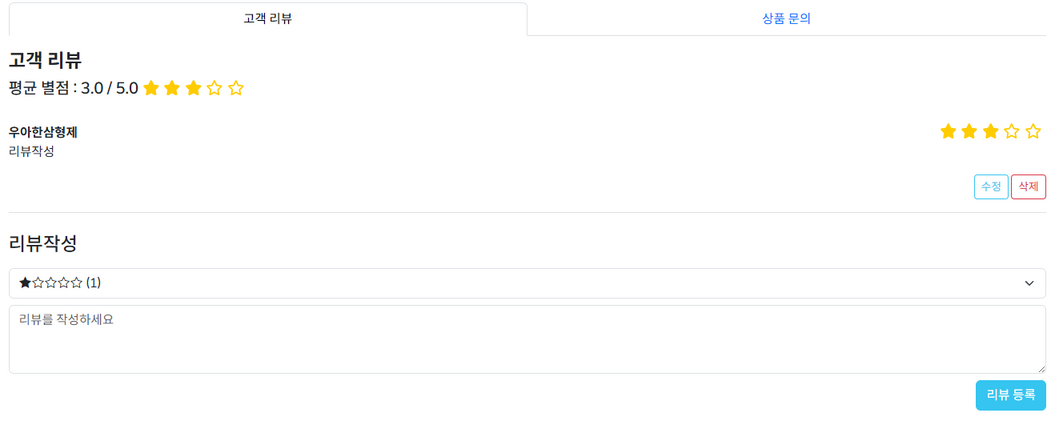 고객 리뷰
상품 문의
고객 리뷰
평균 별점 : 3.0 / 5.0 ★★★☆☆
우아한삼형제 ★★★☆☆
리뷰작성
수정 삭제
리뷰작성
★☆☆☆☆ (1)
리뷰를 작성하세요
리뷰 등록